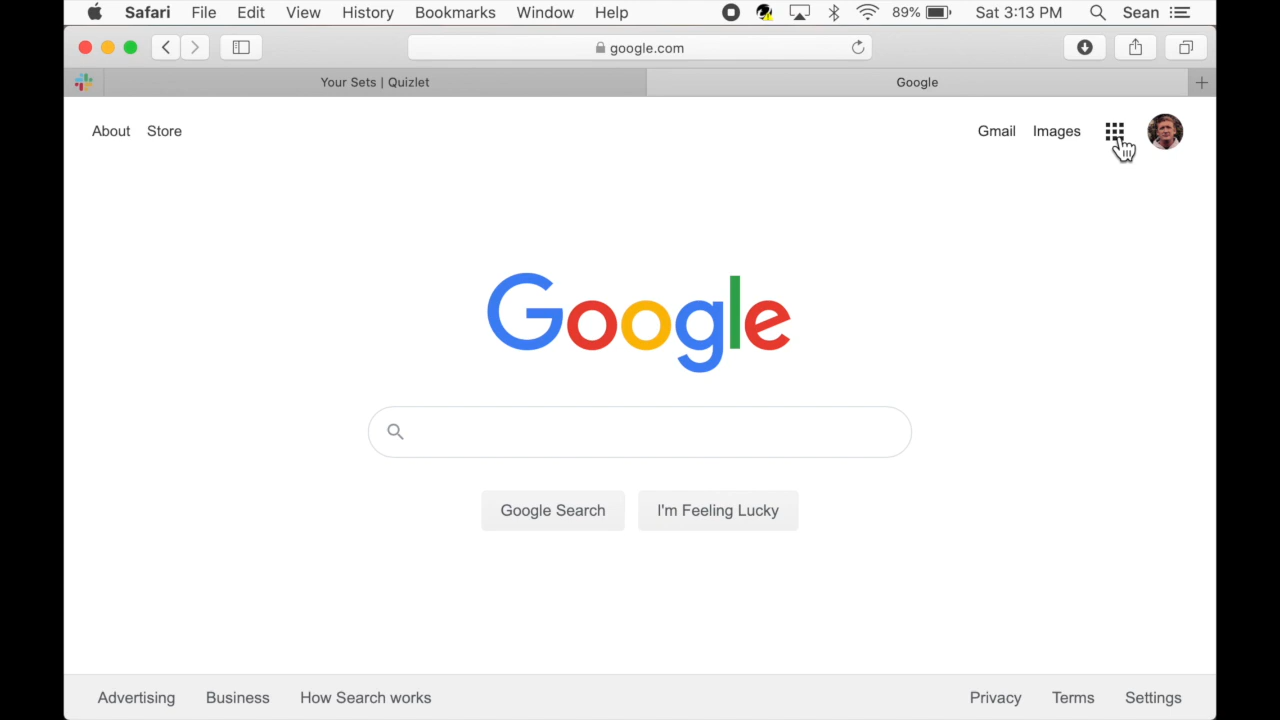 Safari File Edit View History Bookmarks Window Help 89% Sat 3:13 PM Sean
google.com
Your Sets | Quizlet Google
About Store Gmail Images
Google
Google Search I'm Feeling Lucky
Advertising Business How Search works Privacy Terms Settings